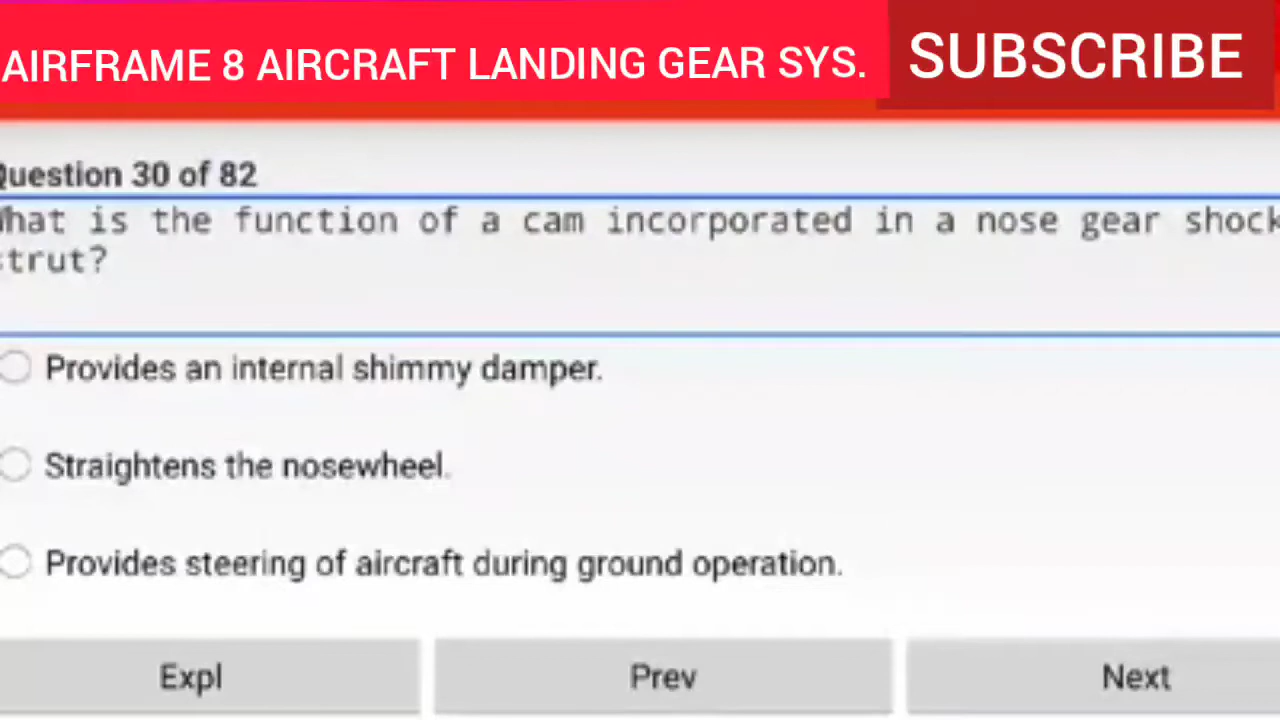 AIRFRAME 8 AIRCRAFT LANDING GEAR SYS.
SUBSCRIBE
Question 30 of 82
What is the function of a cam incorporated in a nose gear shock
strut?
Provides an internal shimmy damper.
Straightens the nosewheel.
Provides steering of aircraft during ground operation.
Expl
Prev
Next